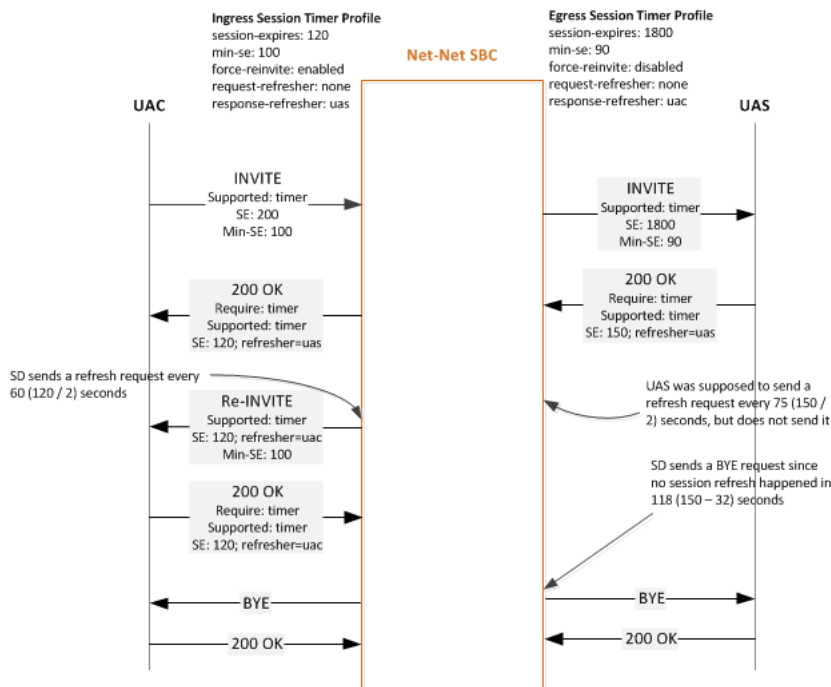 Ingress Session Timer Profile
session-expires: 120
min-se: 100
force-reinvite: enabled
request-refresher: none
response-refresher: uas
Net-Net SBC
Egress Session Timer Profile
session-expires: 1800
min-se: 90
force-reinvite: disabled
request-refresher: none
response-refresher: uac
UAC
UAS
INVITE
Supported: timer
SE: 200
Min-SE: 100
INVITE
Supported: timer
SE: 1800
Min-SE: 90
200 OK
Require: timer
Supported: timer
SE: 120; refresher=uas
200 OK
Require: timer
Supported: timer
SE: 150; refresher=uas
SD sends a refresh request every
60 (120 / 2) seconds
UAS was supposed to send a
refresh request every 75 (150 /
2) seconds, but does not send it
Re-INVITE
Supported: timer
SE: 120; refresher=uac
Min-SE: 100
SD sends a BYE request since
no session refresh happened in
118 (150 – 32) seconds
200 OK
Require: timer
Supported: timer
SE: 120; refresher=uac
BYE
BYE
200 OK
200 OK